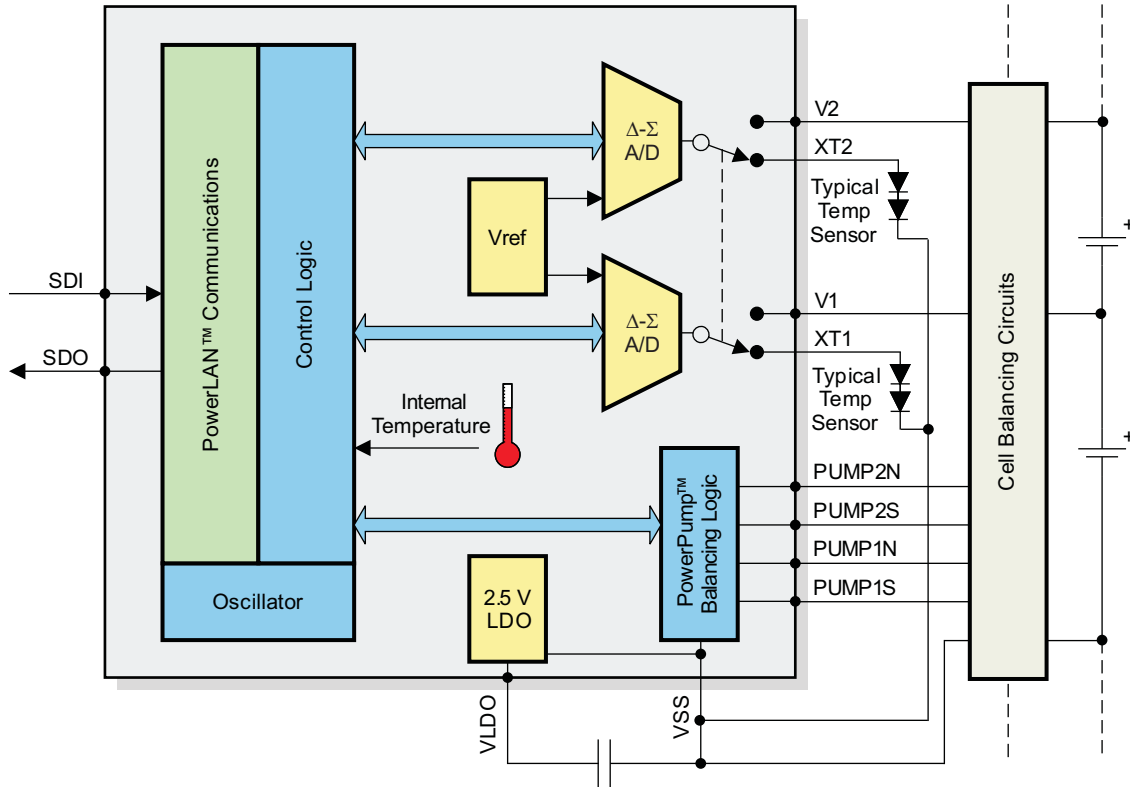 PowerLAN™ Communications
Control Logic
Oscillator
SDI
SDO
Δ-Σ
A/D
Vref
Δ-Σ
A/D
Internal
Temperature
2.5 V
LDO
PowerPump™
Balancing Logic
V2
XT2
Typical
Temp
Sensor
V1
XT1
Typical
Temp
Sensor
PUMP2N
PUMP2S
PUMP1N
PUMP1S
VLDO
VSS
Cell Balancing Circuits
+
+